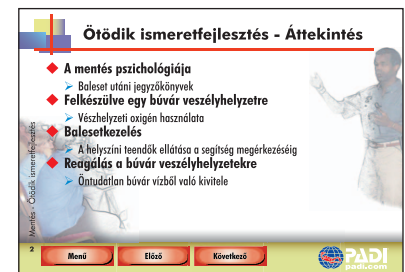 Ötödik ismeretfejlesztés - Áttekintés
A mentés pszichológiája
Baleset utáni jegyzőkönyvek
Felkészülve egy búvár veszélyhelyzetre
Vészhelyzeti oxigén használata
Balesetkezelés
A helyszíni teendők ellátása a segítség megérkezéséig
Reagálás a búvár veszélyhelyzetekre
Öntudatlan búvár vízből való kivitele
Mentés - Ötödik ismeretfejlesztés
2
Menü
Előző
Következő
PADI
padi.com